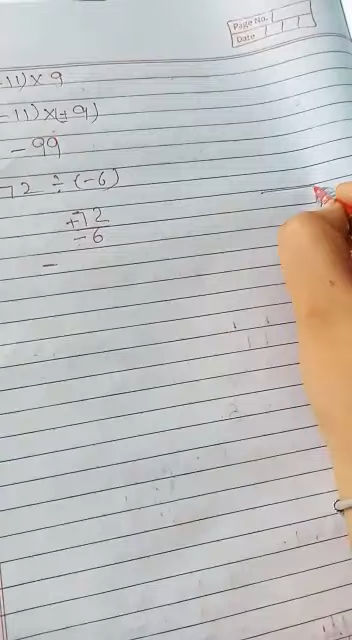 Page No.
Date
-11) × 9
-11) × (+9)
-99
72 ÷ (-6)
+72
-6
-